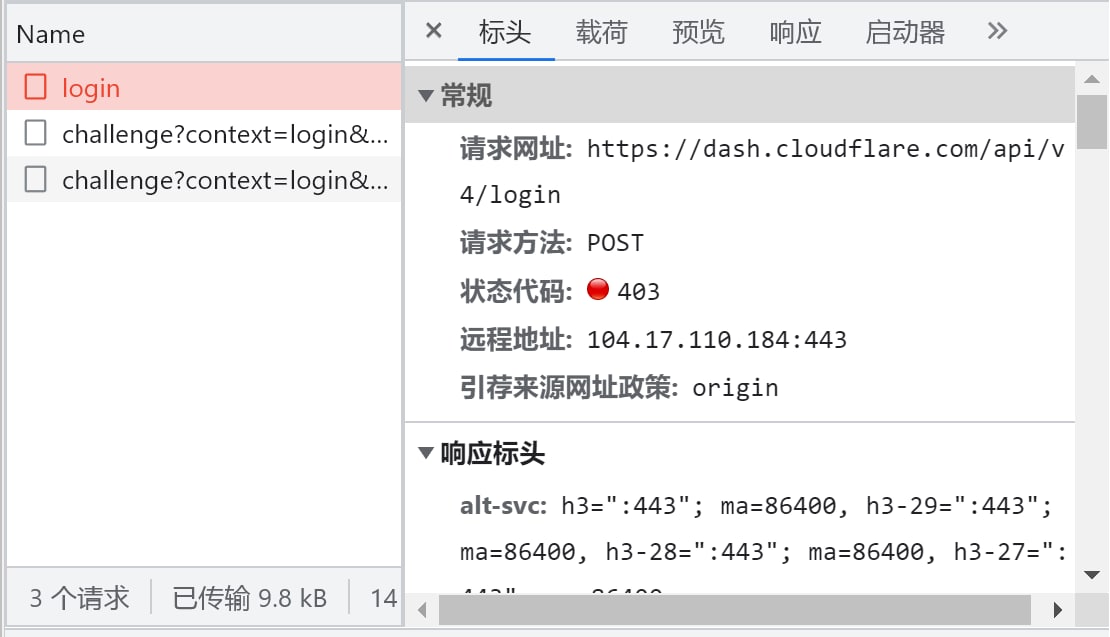 Name
login
challenge?context=login&...
challenge?context=login&...
3 个请求
已传输 9.8 kB
14
× 标头 载荷 预览 响应 启动器 »
常规
请求网址: https://dash.cloudflare.com/api/v
4/login
请求方法: POST
状态代码: 403
远程地址: 104.17.110.184:443
引荐来源网址政策: origin
响应标头
alt-svc: h3=":443"; ma=86400, h3-29=":443";
ma=86400, h3-28=":443"; ma=86400, h3-27=":